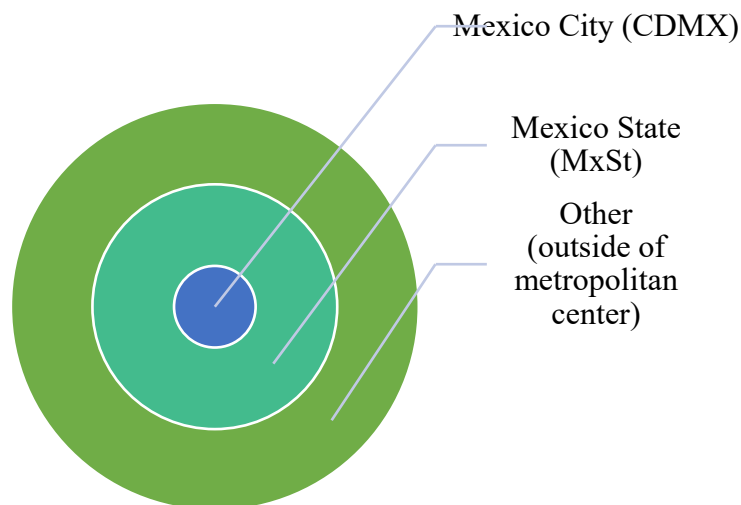 Mexico City (CDMX)
Mexico State
(MxSt)
Other
(outside of
metropolitan
center)